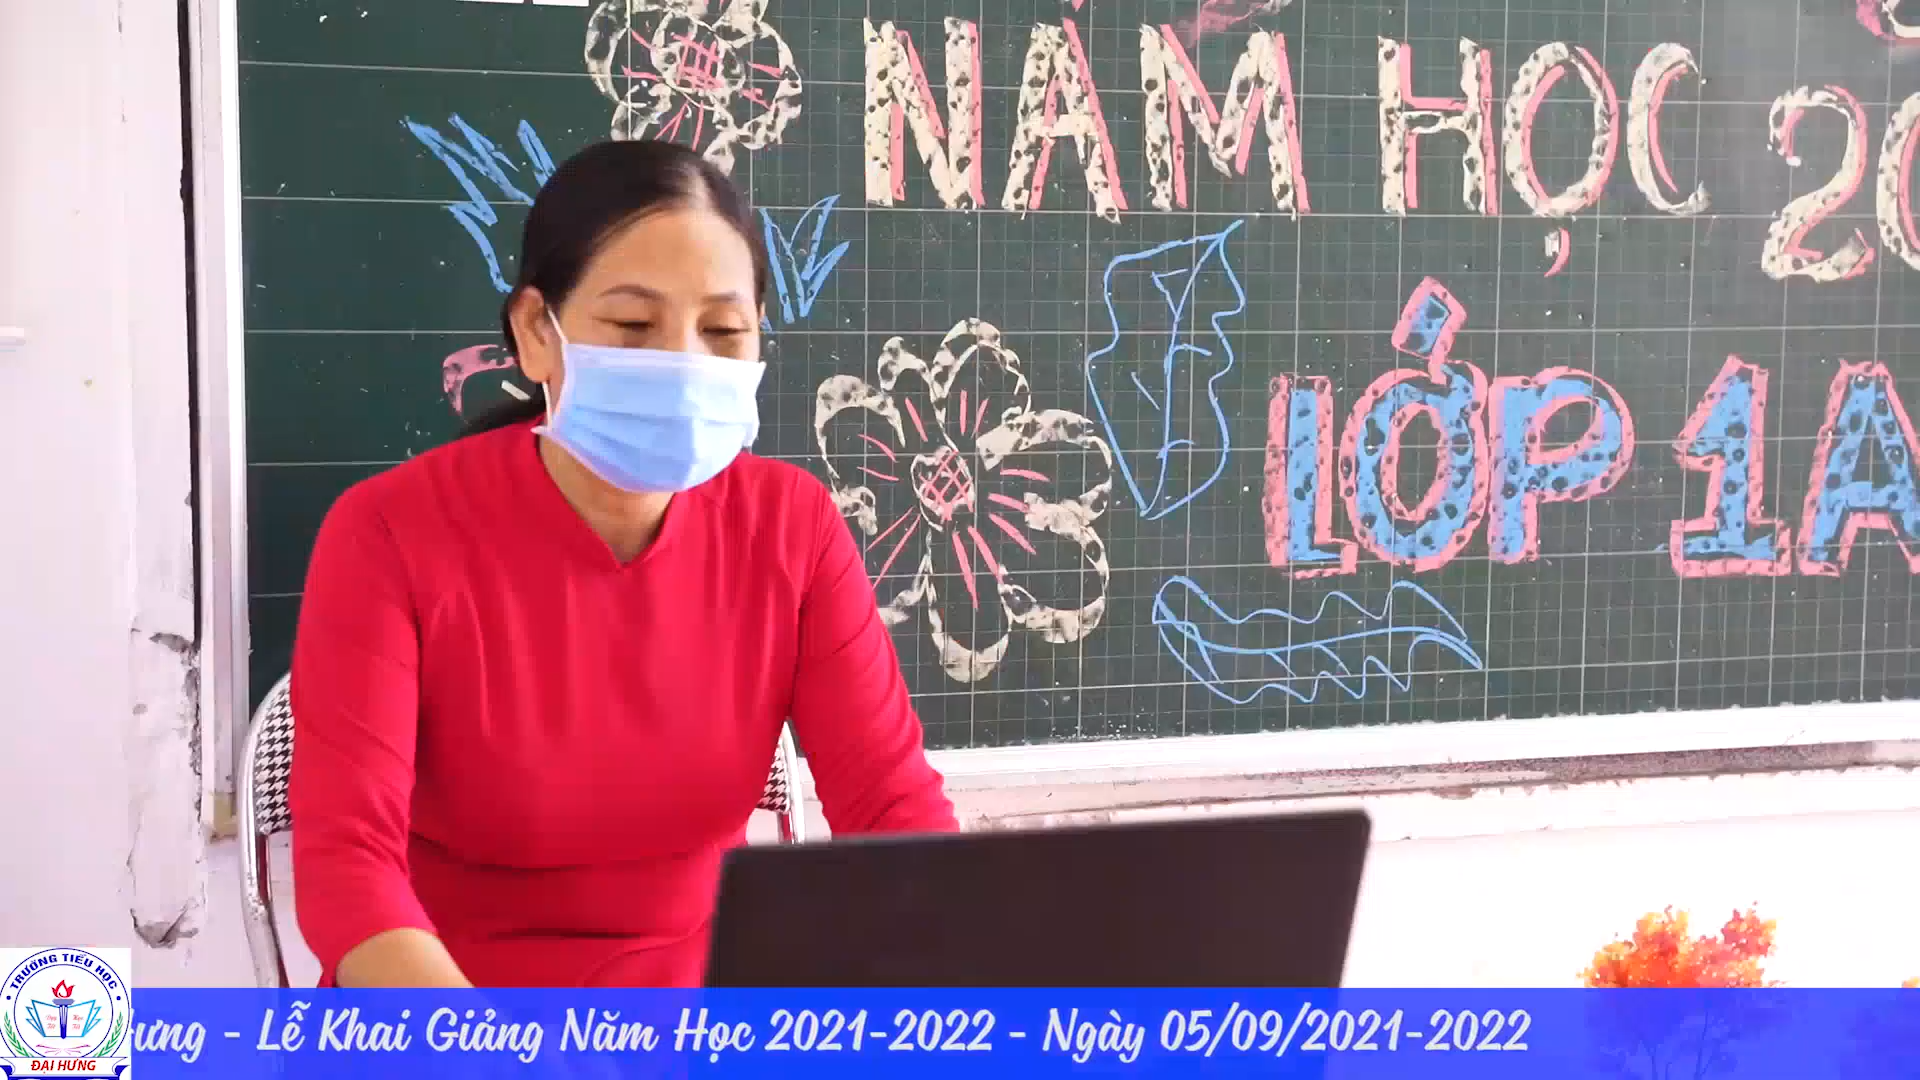 NĂM HỌC 20
LỚP 1A
TRƯỜNG TIỂU HỌC
ĐẠI HƯNG
Hưng - Lễ Khai Giảng Năm Học 2021-2022 - Ngày 05/09/2021-2022